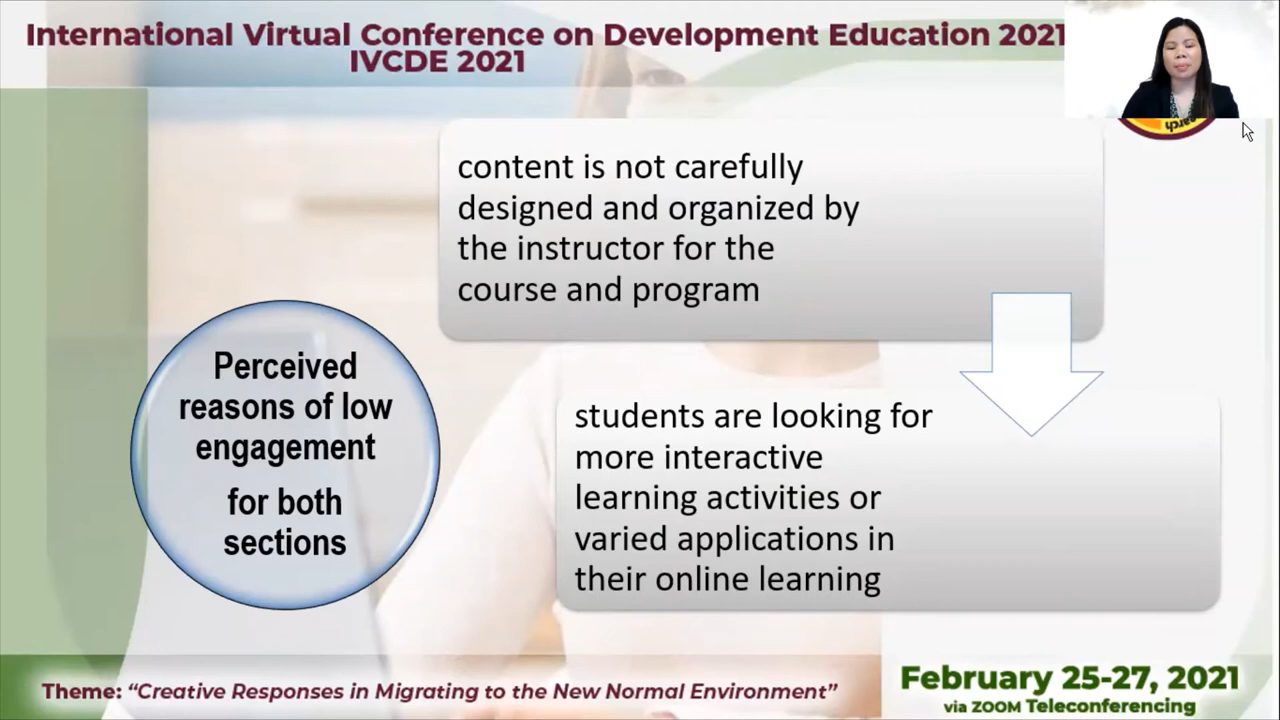 International Virtual Conference on Development Education 2021
IVCDE 2021
content is not carefully
designed and organized by
the instructor for the
course and program
Perceived
reasons of low
engagement
for both
sections
students are looking for
more interactive
learning activities or
varied applications in
their online learning
Theme: “Creative Responses in Migrating to the New Normal Environment”
February 25-27, 2021
via ZOOM Teleconferencing